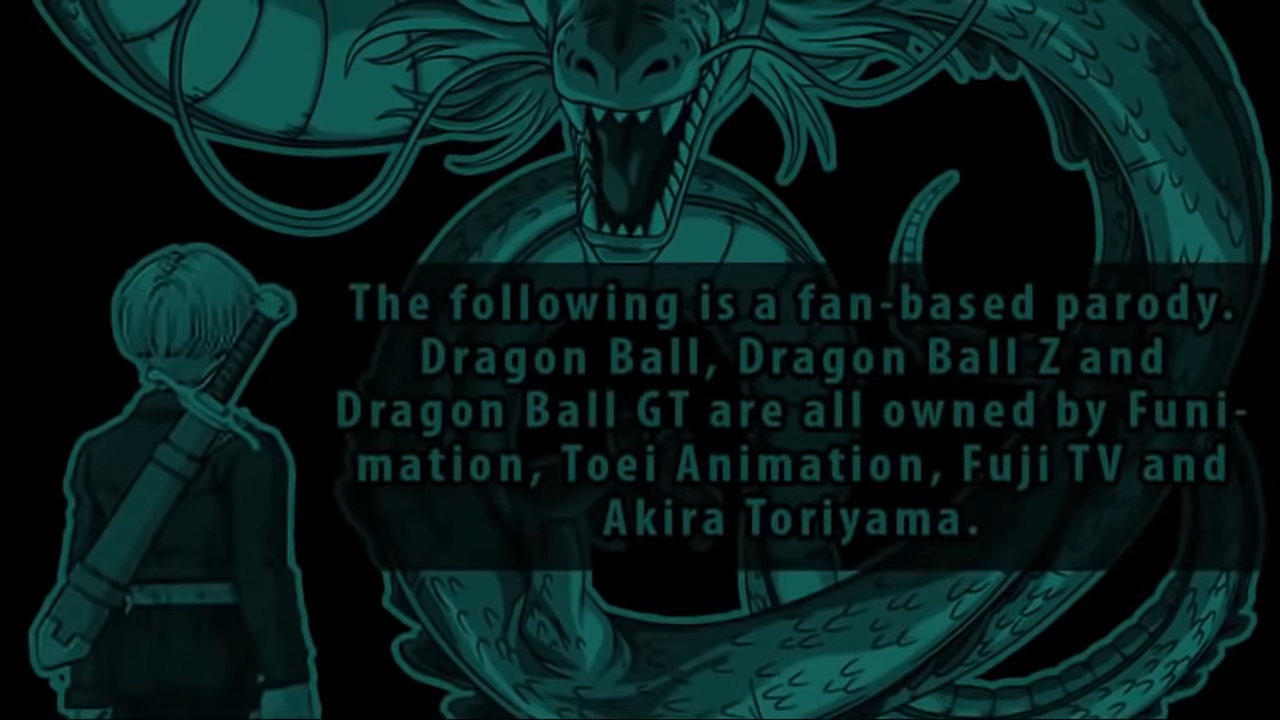 The following is a fan-based parody.
Dragon Ball, Dragon Ball Z and
Dragon Ball GT are all owned by Funi-
mation, Toei Animation, Fuji TV and
Akira Toriyama.